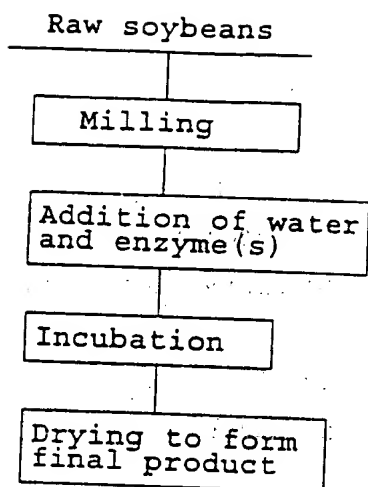 Raw soybeans
Milling
Addition of water
and enzyme(s)
Incubation
Drying to form
final product